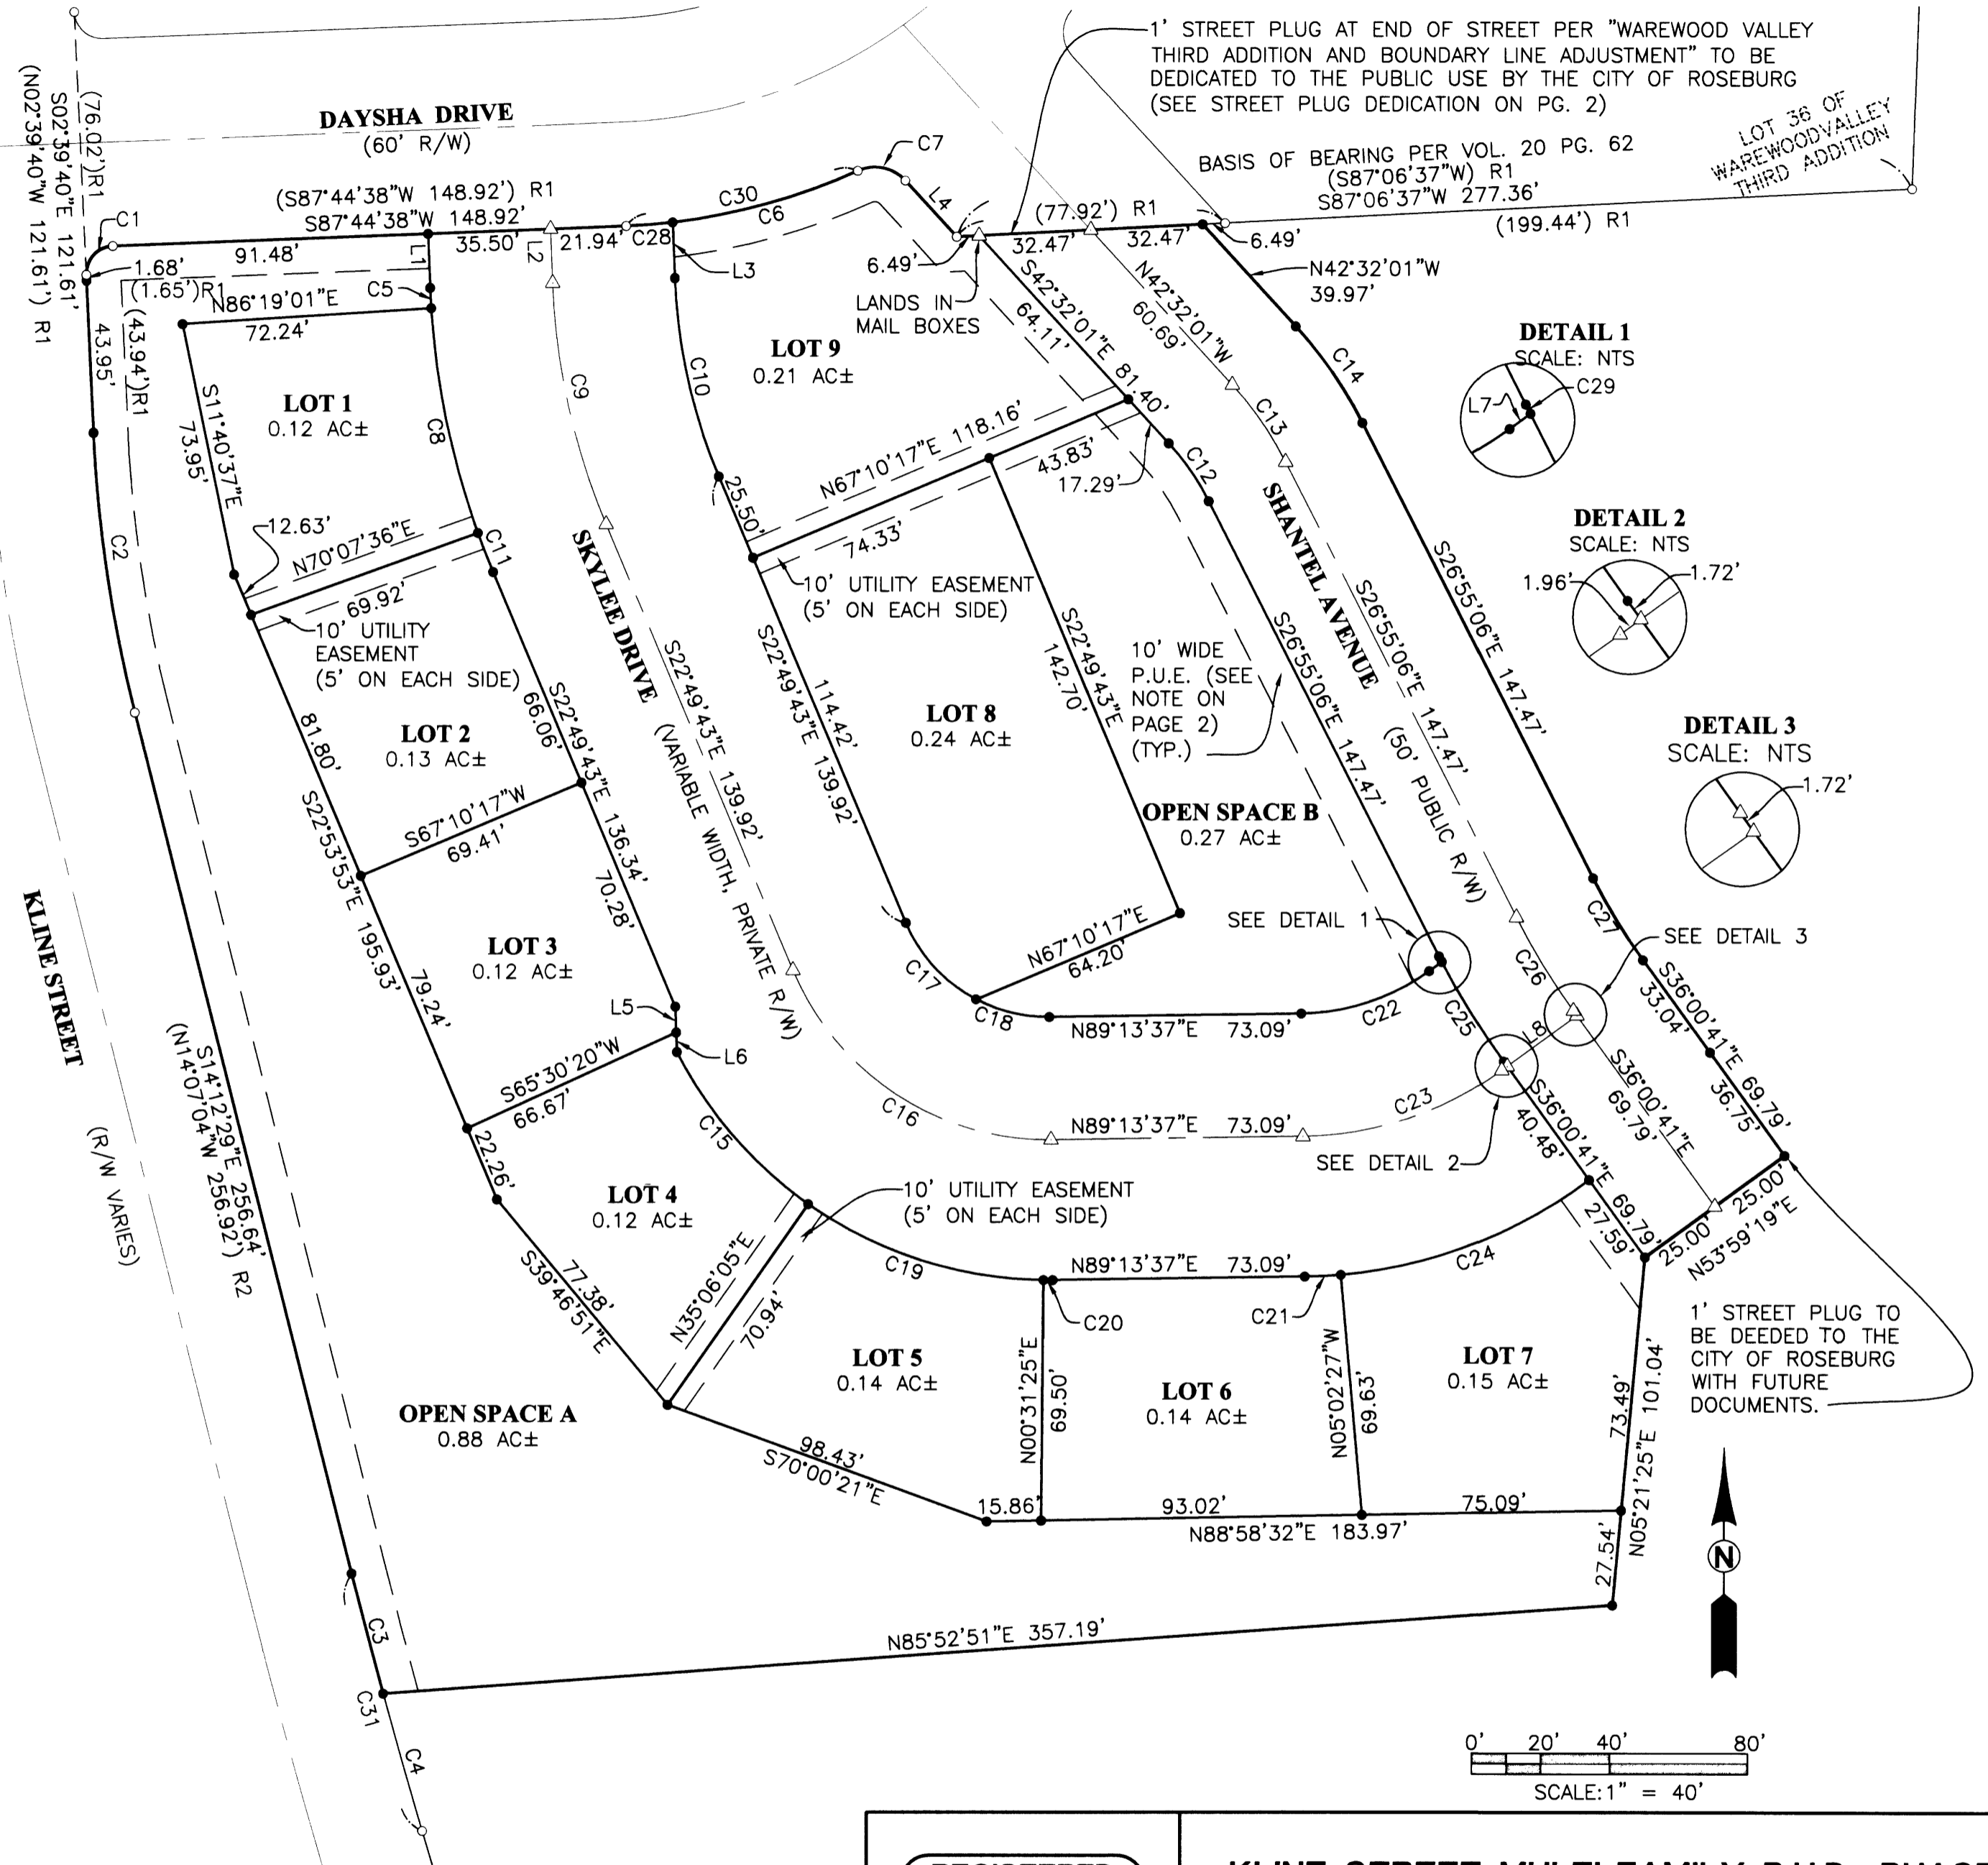 1' STREET PLUG AT END OF STREET PER "WAREWOOD VALLEY
THIRD ADDITION AND BOUNDARY LINE ADJUSTMENT" TO BE
DEDICATED TO THE PUBLIC USE BY THE CITY OF ROSEBURG
(SEE STREET PLUG DEDICATION ON PG. 2)
LOT 36 OF
WAREWOODVALLEY
THIRD ADDITION
BASIS OF BEARING PER VOL. 20 PG. 62
(S87°06'37"W) R1
S87°06'37"W 277.36'
(199.44') R1
DAYSHA DRIVE
(60' R/W)
(76.02')R1
S02°39'40"E 121.61'
(N02°39'40"W 121.61') R1
C1
(S87°44'38"W 148.92') R1
S87°44'38"W 148.92'
91.48'
35.50'
21.94'
C28
C30
C6
C7
L4
(77.92') R1
32.47'
32.47'
6.49'
6.49'
L1
L2
L3
C5
1.68'
(1.65')R1
(43.94')R1
43.95'
N86°19'01"E
72.24'
LANDS IN
MAIL BOXES
N42°32'01"W
39.97'
S42°32'01"E
64.11'
81.40'
N42°32'01"W
60.69'
LOT 1
0.12 AC±
S11°40'37"E
73.95'
C8
C9
C10
LOT 9
0.21 AC±
C14
C13
C12
DETAIL 1
SCALE: NTS
L7
C29
DETAIL 2
SCALE: NTS
1.96'
1.72'
DETAIL 3
SCALE: NTS
1.72'
12.63'
N70°07'36"E
69.92'
C11
C2
25.50'
N67°10'17"E 118.16'
43.83'
74.33'
17.29'
10' UTILITY
EASEMENT
(5' ON EACH SIDE)
10' UTILITY EASEMENT
(5' ON EACH SIDE)
SKYLEE DRIVE
(VARIABLE WIDTH, PRIVATE R/W)
S22°49'43"E 139.92'
SHANTEL AVENUE
(50' PUBLIC R/W)
S26°55'06"E 147.47'
S26°55'06"E 147.47'
S26°55'06"E 147.47'
LOT 2
0.13 AC±
81.80'
S22°53'53"E 195.93'
S22°49'43"E 136.34'
66.06'
S67°10'17"W
69.41'
LOT 8
0.24 AC±
114.42'
S22°49'43"E 139.92'
S22°49'43"E
142.70'
10' WIDE
P.U.E. (SEE
NOTE ON
PAGE 2)
(TYP.)
OPEN SPACE B
0.27 AC±
LOT 3
0.12 AC±
79.24'
70.28'
L5
L6
S65°30'20"W
66.67'
N67°10'17"E
64.20'
C17
C18
N89°13'37"E 73.09'
C22
SEE DETAIL 1
SEE DETAIL 3
C27
C26
C25
L8
S36°00'41"E 69.79'
33.04'
36.75'
S36°00'41"E
69.79'
S36°00'41"E 69.79'
40.48'
27.59'
25.00'
25.00'
N53°59'19"E
KLINE STREET
(R/W VARIES)
S14°12'29"E 256.64'
(N14°07'04"W 256.92') R2
22.26'
LOT 4
0.12 AC±
C15
C16
N89°13'37"E 73.09'
C23
SEE DETAIL 2
10' UTILITY EASEMENT
(5' ON EACH SIDE)
77.38'
S39°46'51"E
N35°06'05"E
70.94'
C19
N89°13'37"E 73.09'
C20
C21
C24
LOT 5
0.14 AC±
N00°31'25"E
69.50'
LOT 6
0.14 AC±
N05°02'27"W
69.63'
LOT 7
0.15 AC±
73.49'
N05°21'25"E 101.04'
27.54'
1' STREET PLUG TO
BE DEEDED TO THE
CITY OF ROSEBURG
WITH FUTURE
DOCUMENTS.
OPEN SPACE A
0.88 AC±
98.43'
S70°00'21"E
15.86'
93.02'
75.09'
N88°58'32"E 183.97'
N85°52'51"E 357.19'
C3
C31
C4
N
0' 20' 40' 80'
SCALE: 1" = 40'